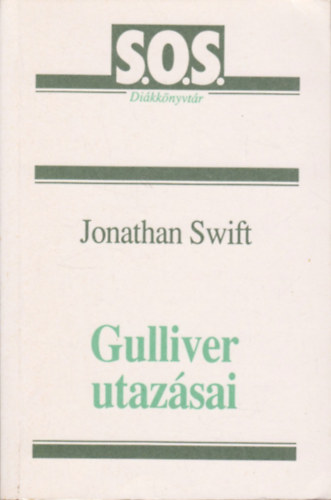 S.O.S.
Diákkönyvtár
Jonathan Swift
Gulliver
utazásai